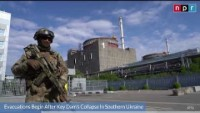 npr
Evacuations Begin After Key Dam's Collapse In Southern Ukraine